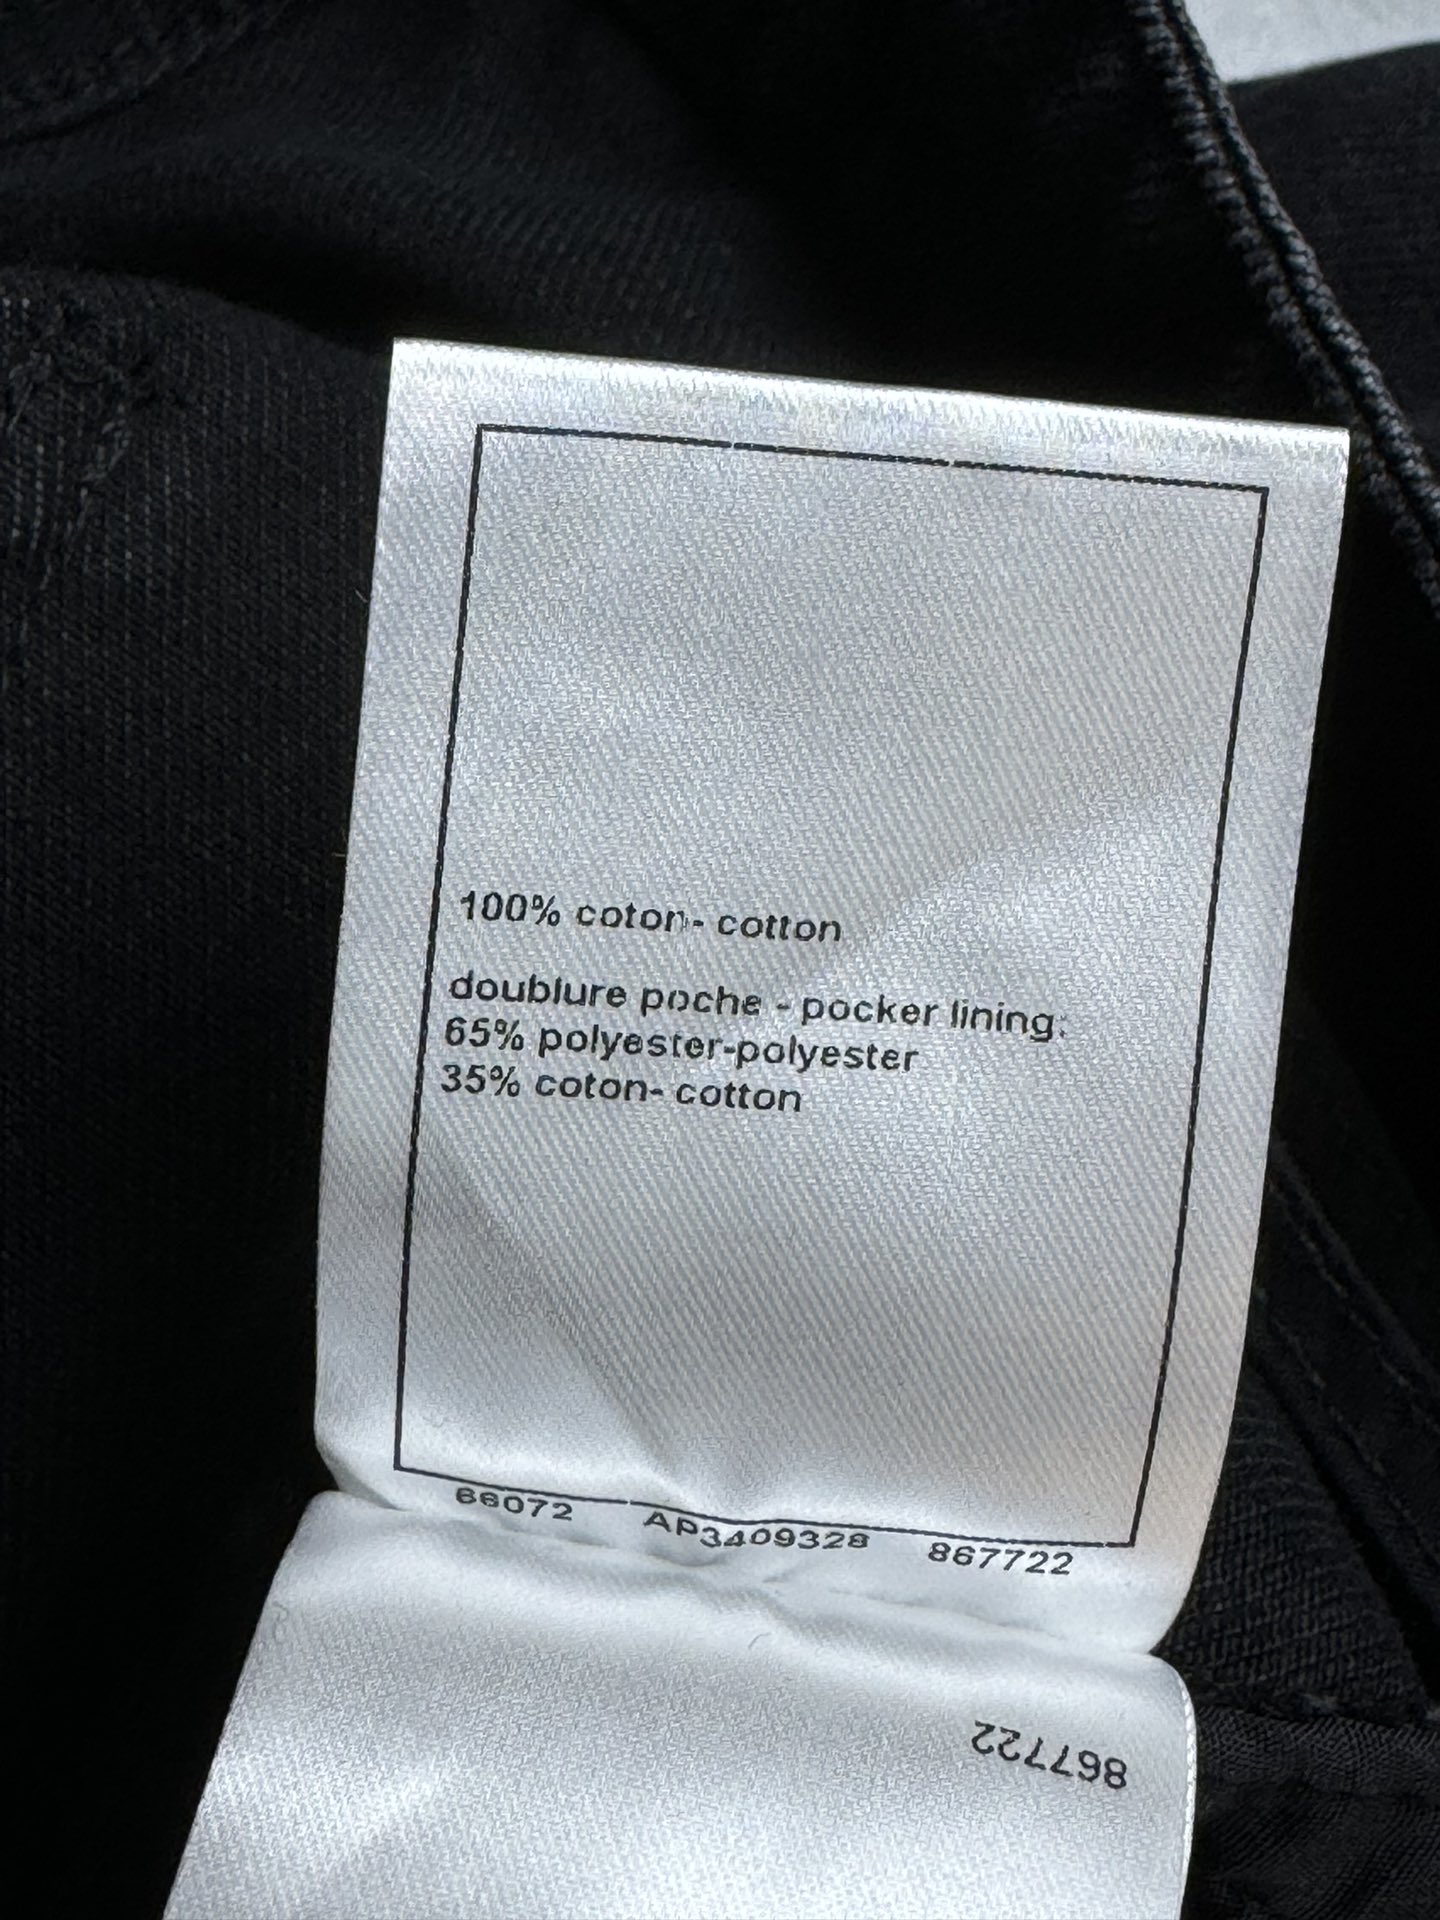 100% coton- cotton
doublure poche - pocker lining:
65% polyester-polyester
35% coton- cotton
66072 AP3409328 867722
867722